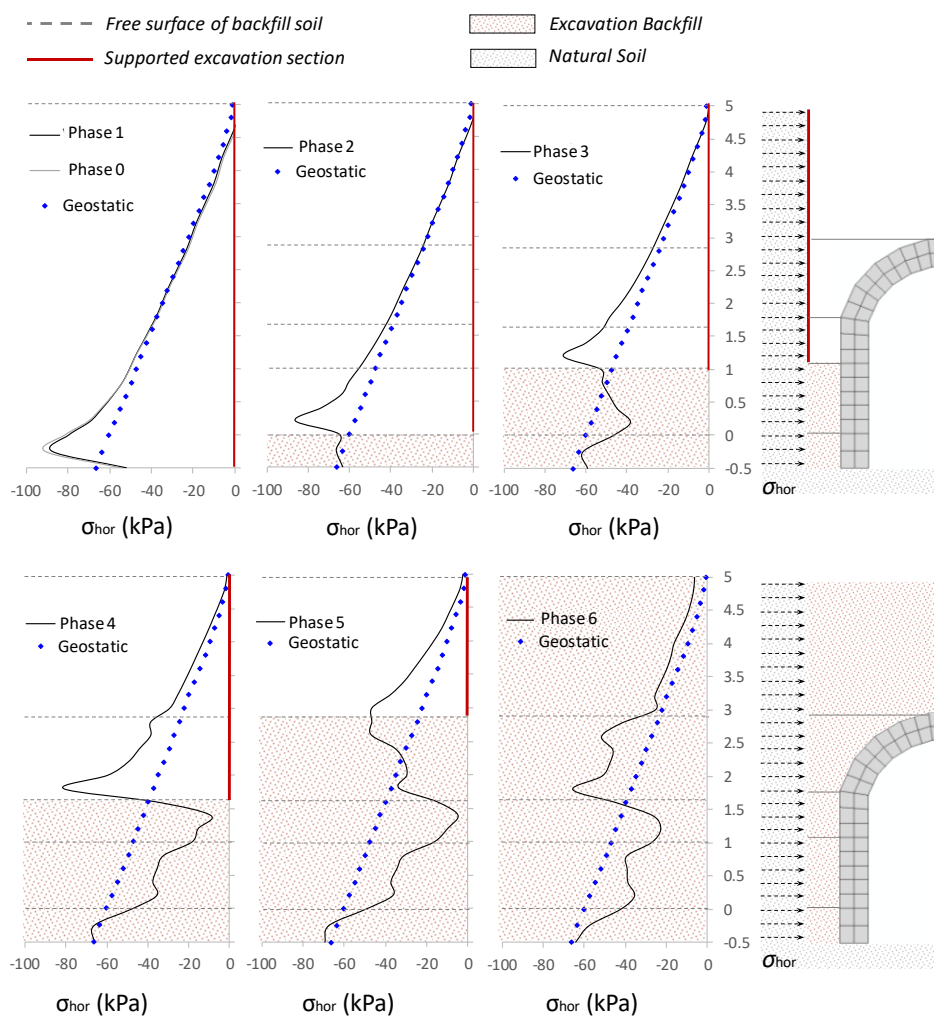 Free surface of backfill soil
Excavation Backfill
Supported excavation section
Natural Soil
Phase 1
Phase 0
Geostatic
-100 -80 -60 -40 -20 0
σhor (kPa)
Phase 2
Geostatic
-100 -80 -60 -40 -20 0
σhor (kPa)
Phase 3
Geostatic
5
4.5
4
3.5
3
2.5
2
1.5
1
0.5
0
-0.5
-100 -80 -60 -40 -20 0
σhor (kPa)
σhor
Phase 4
Geostatic
-100 -80 -60 -40 -20 0
σhor (kPa)
Phase 5
Geostatic
-100 -80 -60 -40 -20 0
σhor (kPa)
Phase 6
Geostatic
5
4.5
4
3.5
3
2.5
2
1.5
1
0.5
0
-0.5
-100 -80 -60 -40 -20 0
σhor (kPa)
σhor